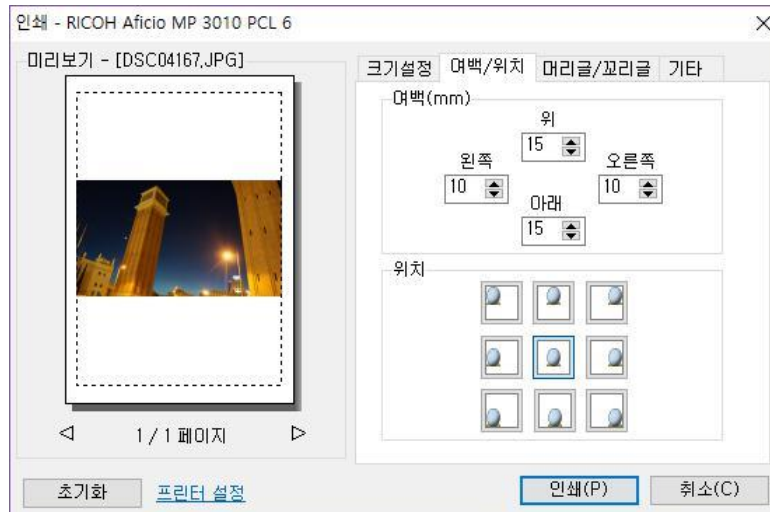 인쇄 - RICOH Aficio MP 3010 PCL 6
미리보기 - [DSC04167.JPG]
크기설정 여백/위치 머리글/꼬리글 기타
여백(mm)
위
15
왼쪽 오른쪽
10 10
아래
15
위치
1 / 1 페이지
초기화 프린터 설정 인쇄(P) 취소(C)